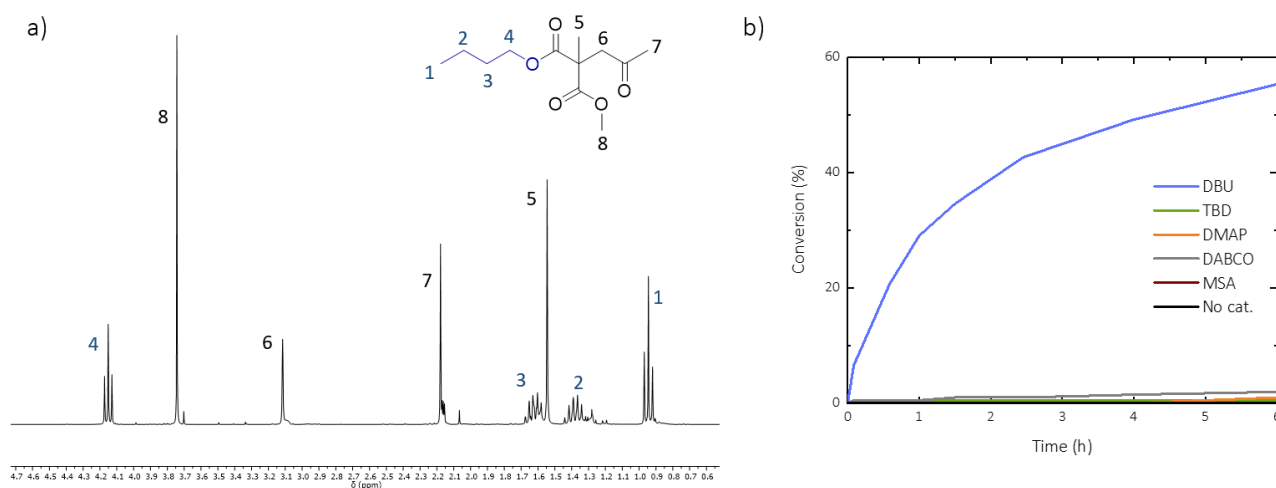 a)
1
2
3
4
O
O
O
O
5
6
O
7
8
8
5
7
1
4
6
3
2
4.7 4.6 4.5 4.4 4.3 4.2 4.1 4.0 3.9 3.8 3.7 3.6 3.5 3.4 3.3 3.2 3.1 3.0 2.9 2.8 2.7 2.6 2.5 2.4 2.3 2.2 2.1 2.0 1.9 1.8 1.7 1.6 1.5 1.4 1.3 1.2 1.1 1.0 0.9 0.8 0.7 0.6
δ (ppm)
b)
60
40
20
0
Conversion (%)
DBU
TBD
DMAP
DABCO
MSA
No cat.
0 1 2 3 4 5 6
Time (h)